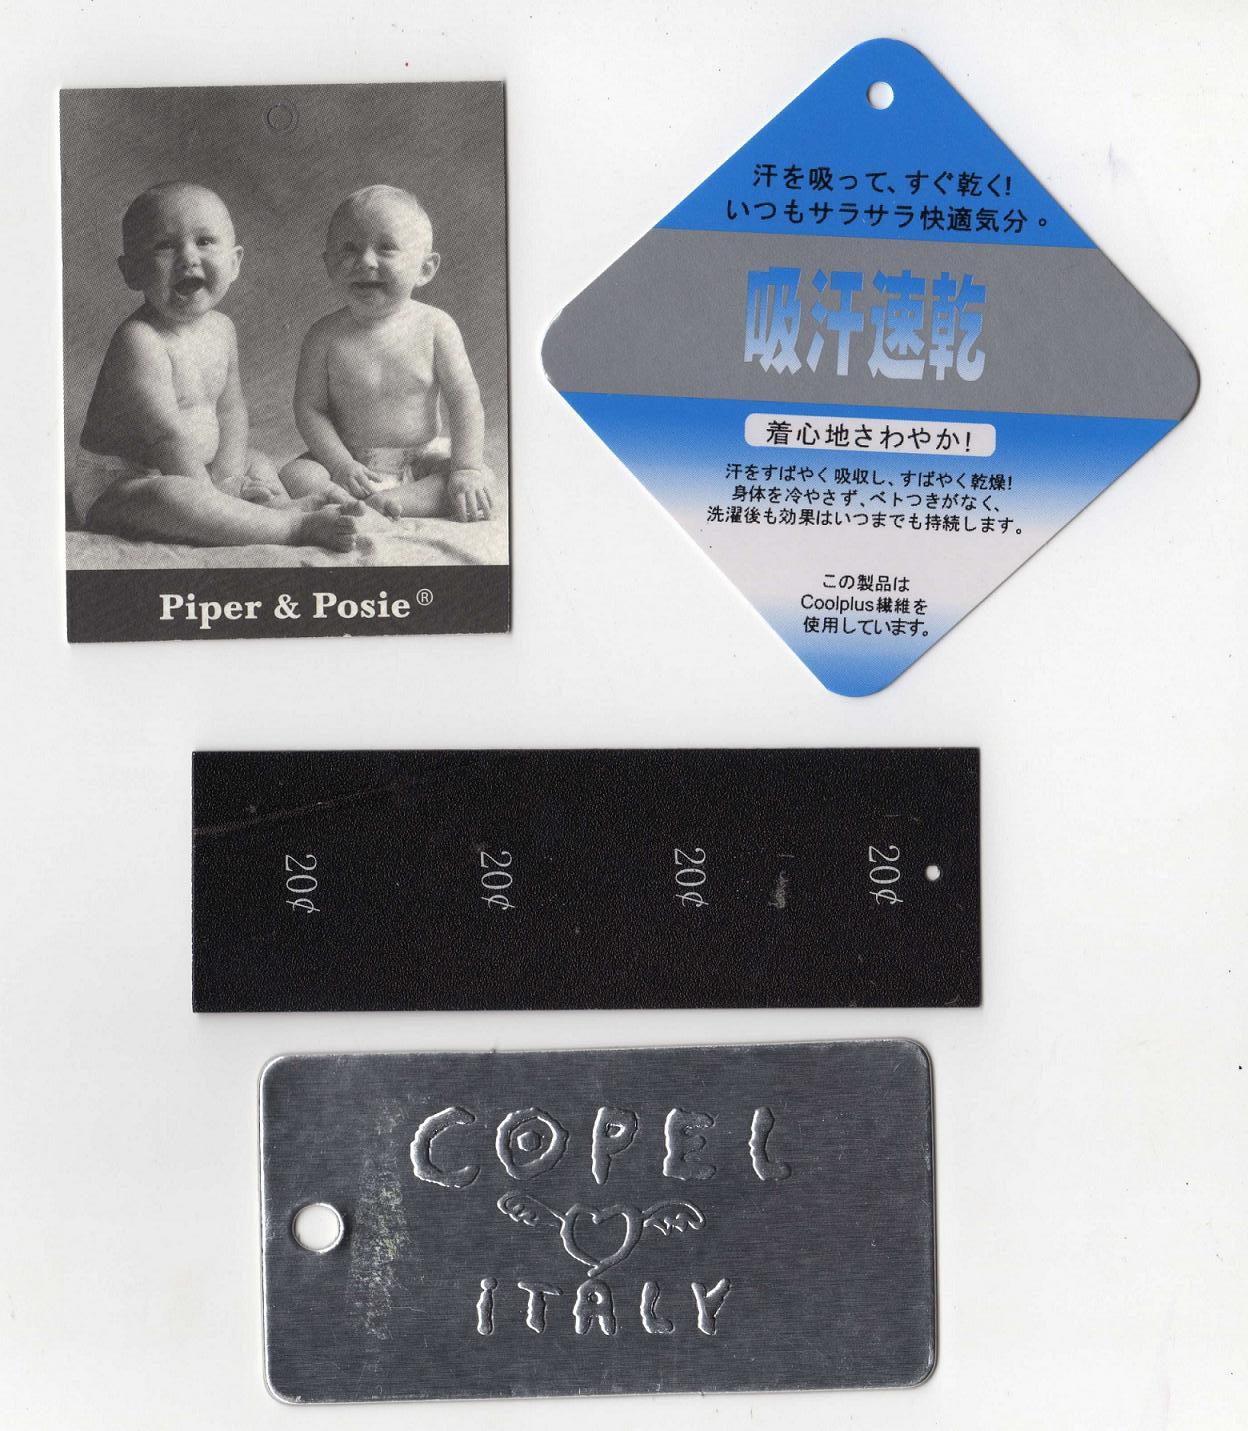 Piper & Posie®
汗を吸って、すぐ乾く!
いつもサラサラ快適気分。
吸汗速乾
着心地さわやか!
汗をすばやく吸収し、すばやく乾燥!
身体を冷やさず、ベトつきがなく、
洗濯後も効果はいつまでも持続します。
この製品は
Coolplus繊維を
使用しています。
20¢
20¢
20¢
20¢
COPEL
iTALY